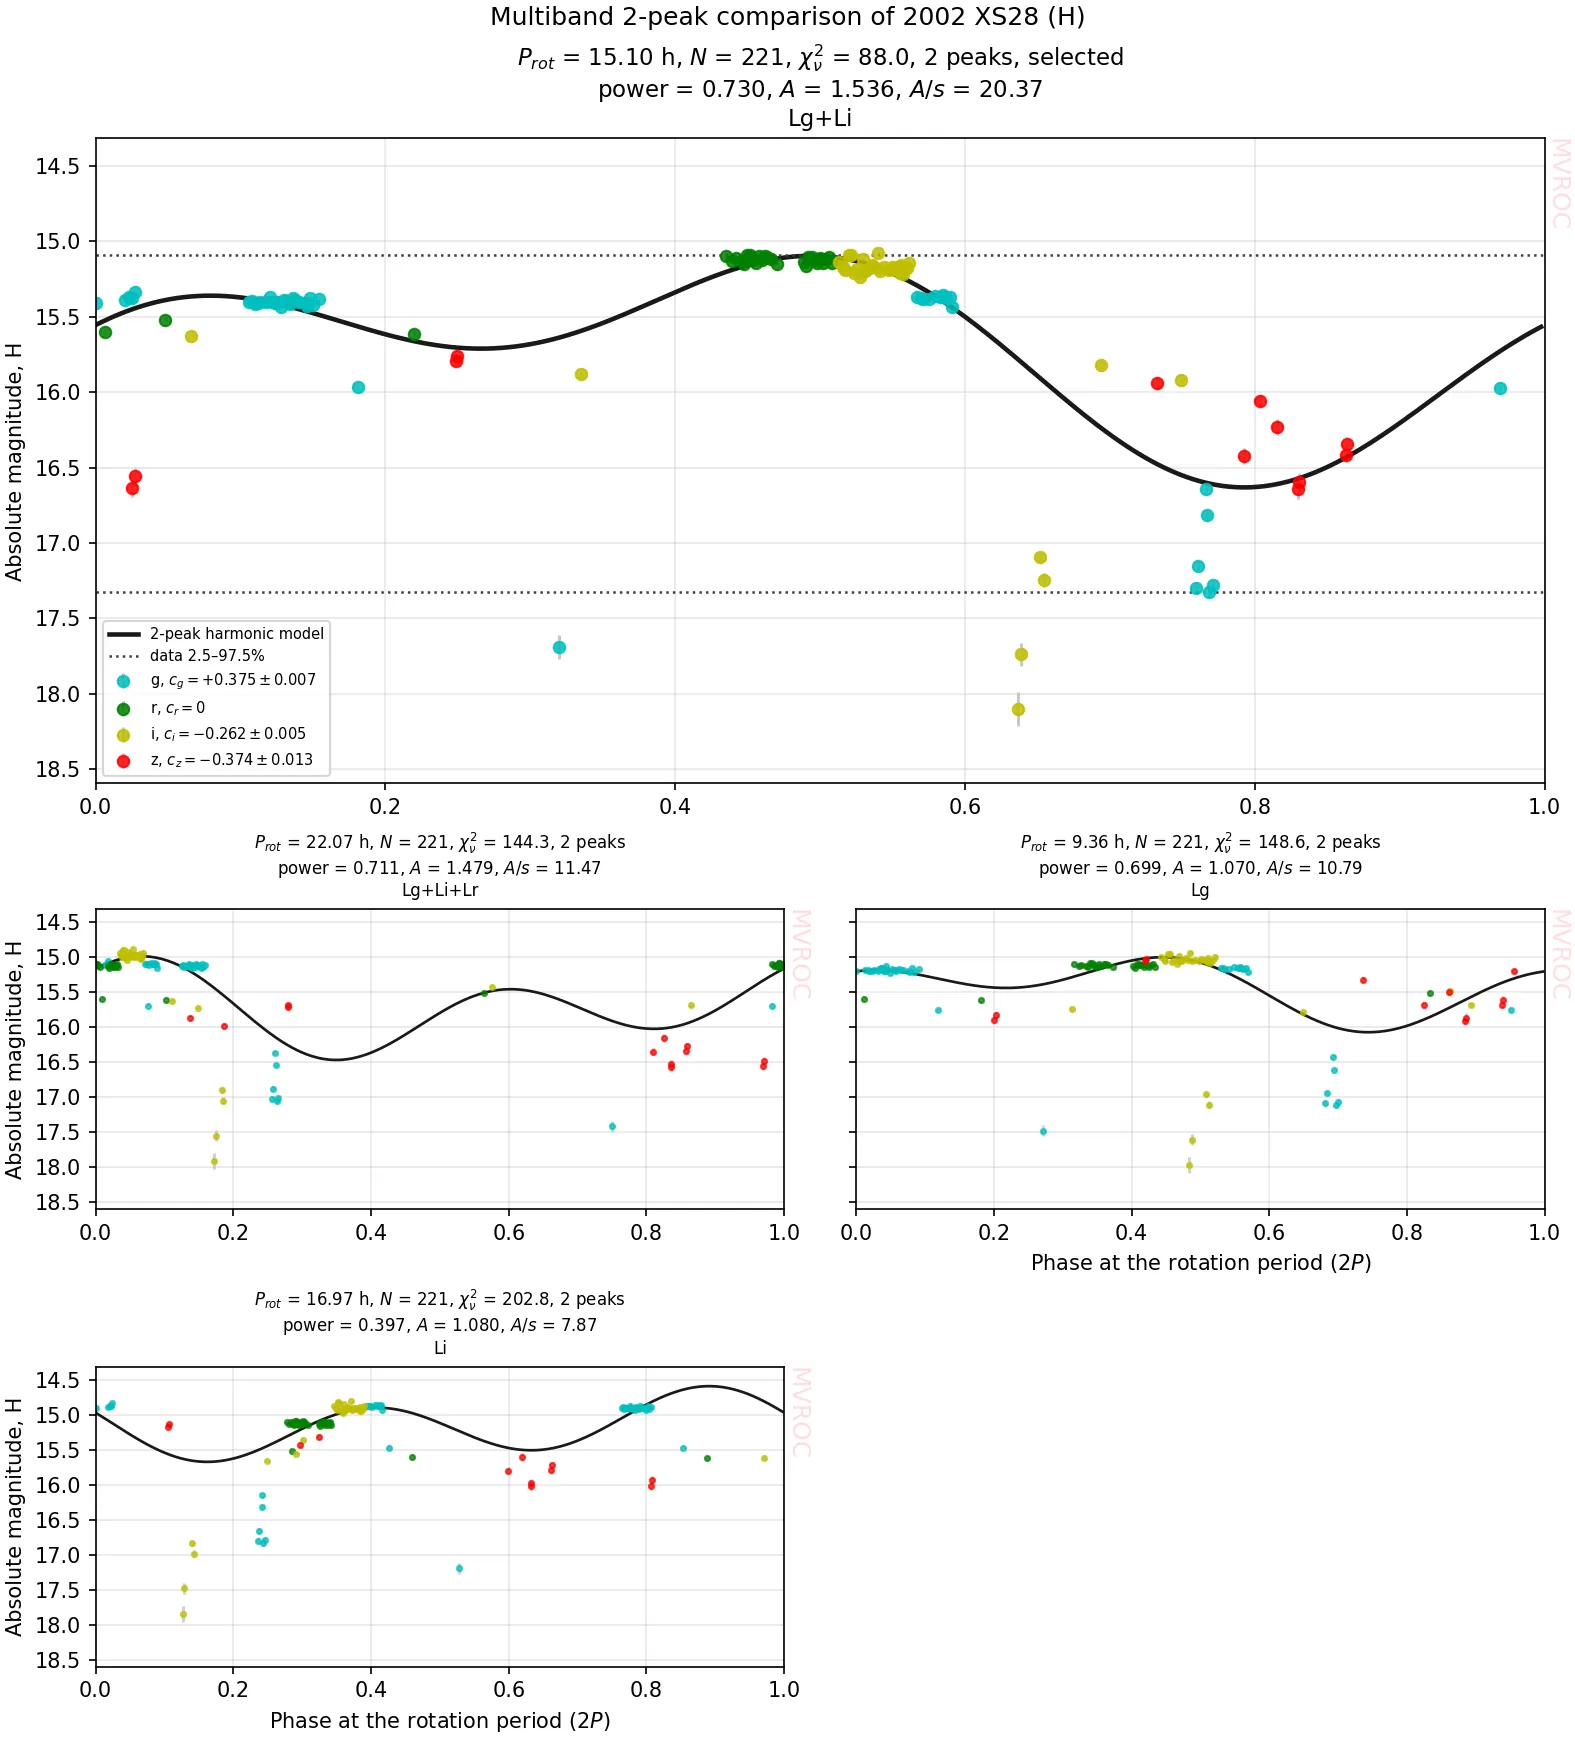 Multiband 2-peak comparison of 2002 XS28 (H)
P_rot = 15.10 h, N = 221, χ²_ν = 88.0, 2 peaks, selected
power = 0.730, A = 1.536, A/s = 20.37
Lg+Li
14.5
15.0
15.5
16.0
16.5
17.0
17.5
18.0
18.5
Absolute magnitude, H
MVROC
2-peak harmonic model
data 2.5–97.5%
g, c_g = +0.375 ± 0.007
r, c_r = 0
i, c_i = −0.262 ± 0.005
z, c_z = −0.374 ± 0.013
0.0 0.2 0.4 0.6 0.8 1.0
P_rot = 22.07 h, N = 221, χ²_ν = 144.3, 2 peaks
power = 0.711, A = 1.479, A/s = 11.47
Lg+Li+Lr
14.5
15.0
15.5
16.0
16.5
17.0
17.5
18.0
18.5
Absolute magnitude, H
MVROC
0.0 0.2 0.4 0.6 0.8 1.0
P_rot = 9.36 h, N = 221, χ²_ν = 148.6, 2 peaks
power = 0.699, A = 1.070, A/s = 10.79
Lg
MVROC
0.0 0.2 0.4 0.6 0.8 1.0
Phase at the rotation period (2P)
P_rot = 16.97 h, N = 221, χ²_ν = 202.8, 2 peaks
power = 0.397, A = 1.080, A/s = 7.87
Li
14.5
15.0
15.5
16.0
16.5
17.0
17.5
18.0
18.5
Absolute magnitude, H
MVROC
0.0 0.2 0.4 0.6 0.8 1.0
Phase at the rotation period (2P)